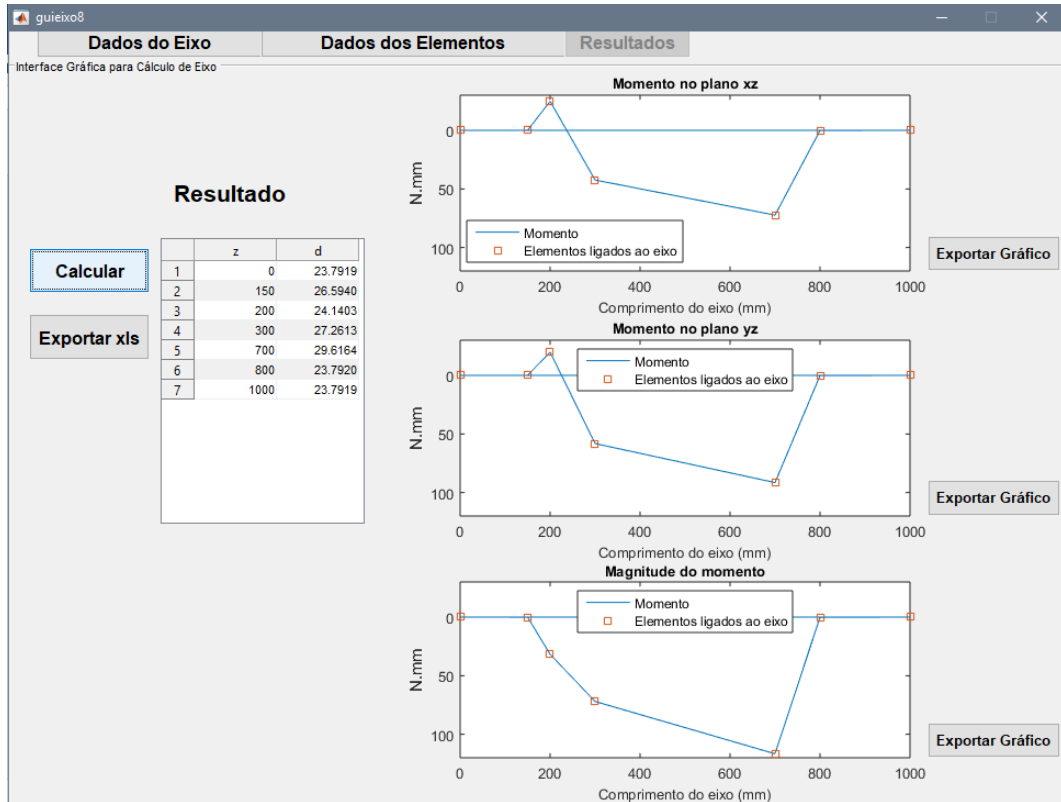 guieixo8
Dados do Eixo Dados dos Elementos Resultados
Interface Gráfica para Cálculo de Eixo
Resultado
Calcular
Exportar xls
z d
1 0 23.7919
2 150 26.5940
3 200 24.1403
4 300 27.2613
5 700 29.6164
6 800 23.7920
7 1000 23.7919
Momento no plano xz
N.mm
0
50
100
Momento
Elementos ligados ao eixo
0 200 400 600 800 1000
Comprimento do eixo (mm)
Exportar Gráfico
Momento no plano yz
N.mm
0
50
100
Momento
Elementos ligados ao eixo
0 200 400 600 800 1000
Comprimento do eixo (mm)
Exportar Gráfico
Magnitude do momento
N.mm
0
50
100
Momento
Elementos ligados ao eixo
0 200 400 600 800 1000
Comprimento do eixo (mm)
Exportar Gráfico